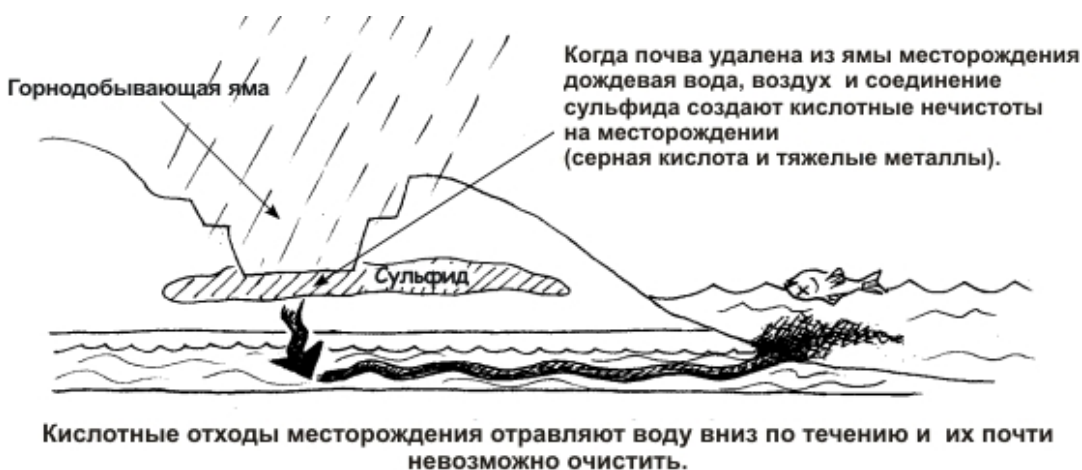 Когда почва удалена из ямы месторождения
дождевая вода, воздух и соединение
сульфида создают кислотные нечистоты
на месторождении
(серная кислота и тяжелые металлы).
Горнодобывающая яма
Сульфид
Кислотные отходы месторождения отравляют воду вниз по течению и их почти
невозможно очистить.